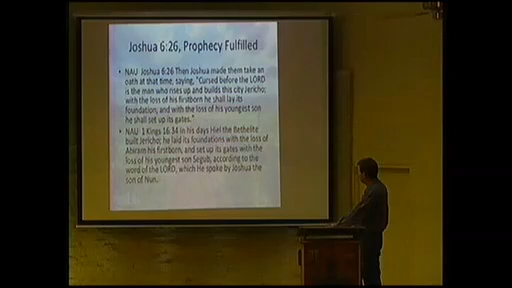 Joshua 6:26, Prophecy Fulfilled
• NAU Joshua 6:26 Then Joshua made them take an
oath at that time, saying, "Cursed before the LORD
is the man who rises up and builds this city Jericho;
with the loss of his firstborn he shall lay its
foundation, and with the loss of his youngest son
he shall set up its gates."
• NAU 1 Kings 16:34 in his days Hiel the Bethelite
built Jericho; he laid its foundations with the loss of
Abiram his firstborn, and set up its gates with the
loss of his youngest son Segub, according to the
word of the LORD, which He spoke by Joshua the
son of Nun.